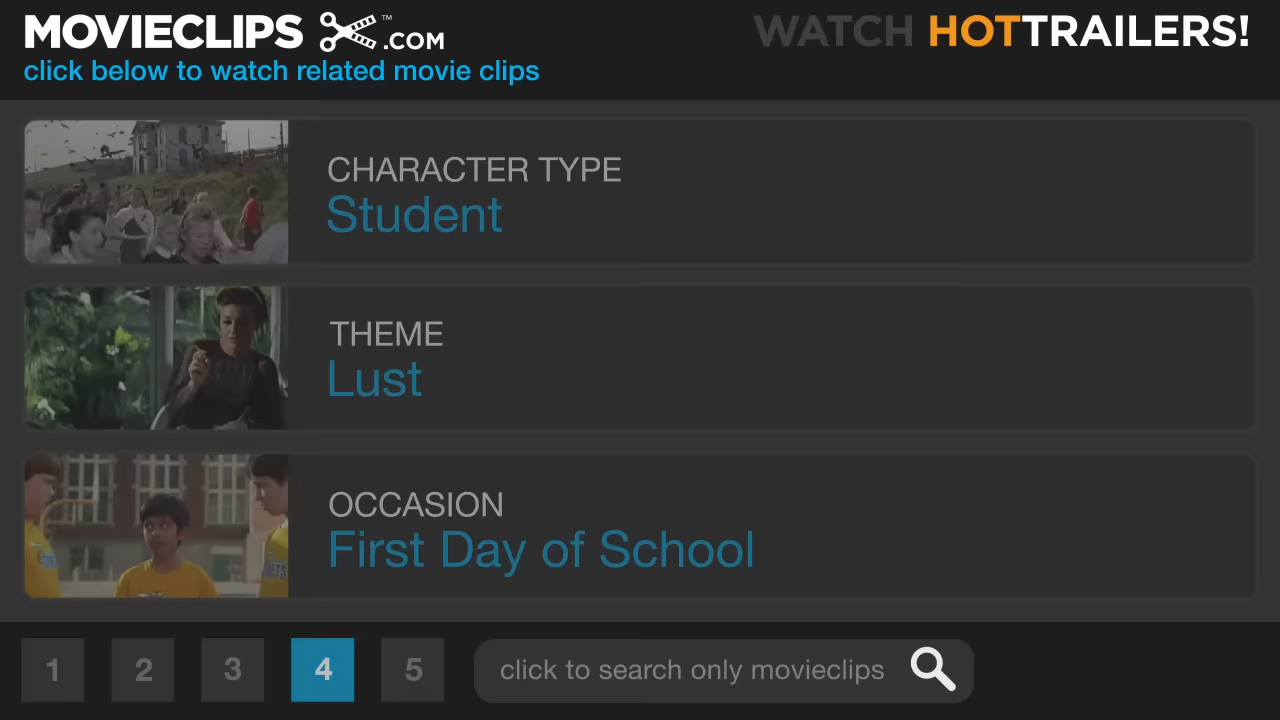 MOVIECLIPS ™ .COM
WATCH HOTTRAILERS!
click below to watch related movie clips
CHARACTER TYPE
Student
THEME
Lust
OCCASION
First Day of School
1 2 3 4 5 click to search only movieclips